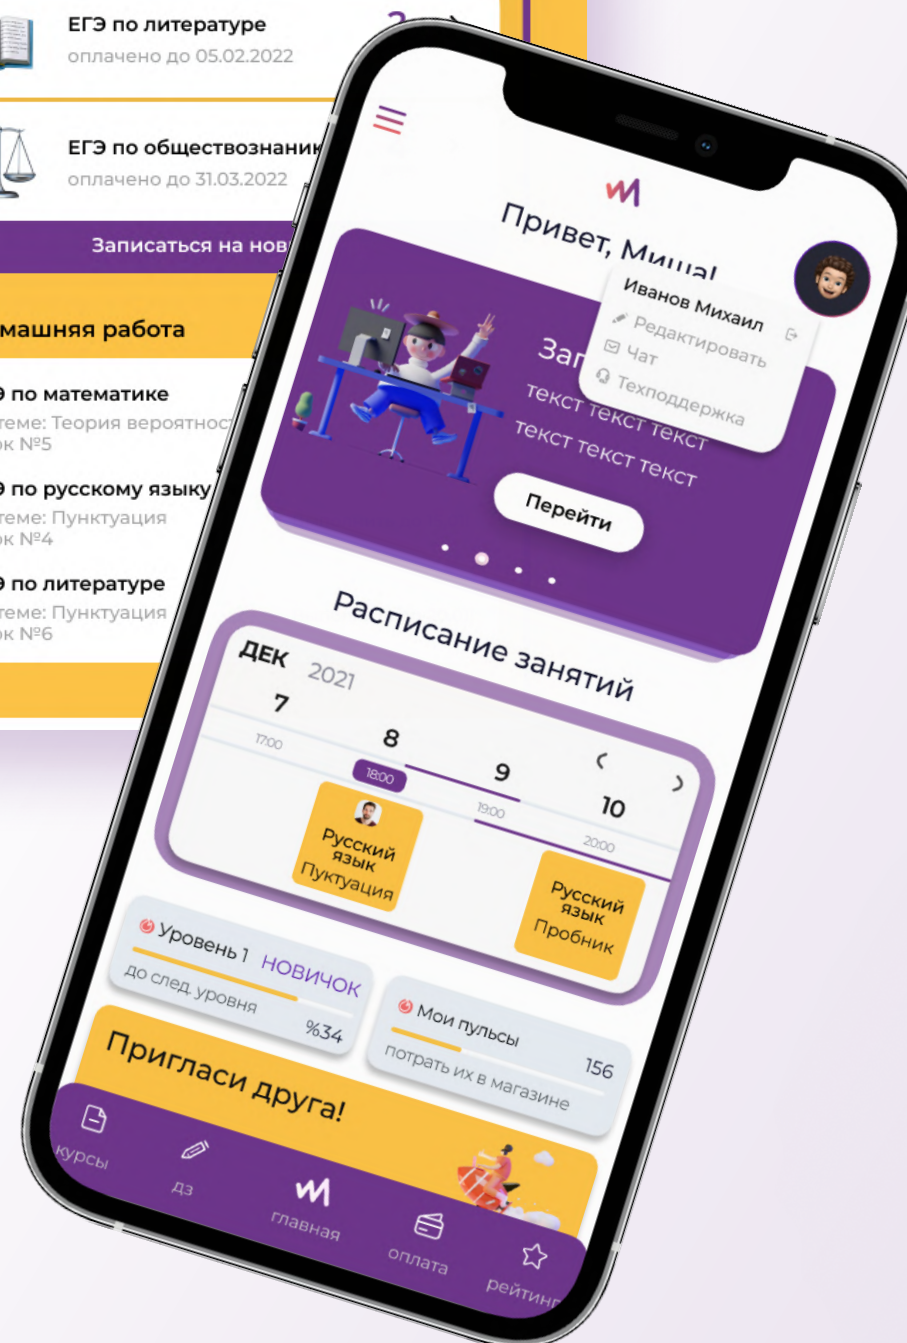 ЕГЭ по литературе
оплачено до 05.02.2022
ЕГЭ по обществознани
оплачено до 31.03.2022
Записаться на нов
машняя работа
по математике
теме: Теория вероятнос
ок №5
по русскому языку
теме: Пунктуация
ок №4
по литературе
теме: Пунктуация
ок №6
Привет, Миша!
Иванов Михаил
Редактировать
Чат
Техподдержка
Заг
текст текст текст
текст текст текст
Перейти
Расписание занятий
ДЕК 2021
7 8 9 10
17:00 18:00 19:00 20:00
Русский
язык
Пуктуация
Русский
язык
Пробник
Уровень 1 НОВИЧОК
до след. уровня %34
Мои пульсы 156
потрать их в магазине
Пригласи друга!
курсы
дз
главная
оплата
рейтинг